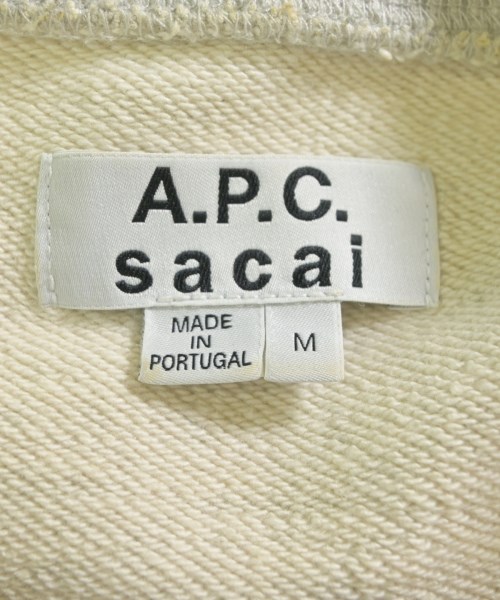 A.P.C.
sacai
MADE
IN
PORTUGAL
M